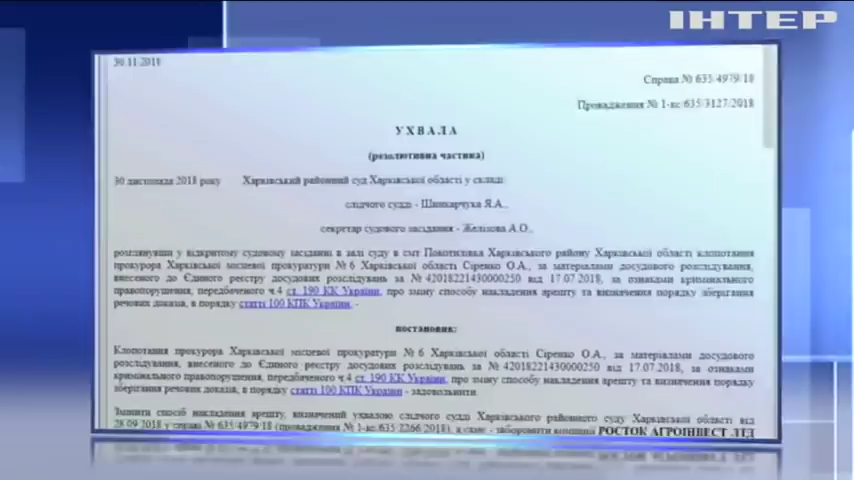 ІНТЕР
30.11.2018
Справа № 635/4979/18
Провадження № 1-кс/635/3127/2018
УХВАЛА
(резолютивна частина)
30 листопада 2018 року Харківський районний суд Харківської області у складі:
слідчого судді - Шинкарчука Я.А.,
секретар судового засідання - Желізова А.О.,
розглянувши у відкритому судовому засіданні в залі суду в смт Покотилівка Харківського району Харківської області клопотання
прокурора Харківської місцевої прокуратури №6 Харківської області Сіренко О.А., за матеріалами досудового розслідування,
внесеного до Єдиного реєстру досудових розслідувань за № 42018221430000250 від 17.07.2018, за ознаками кримінального
правопорушення, передбаченого ч.4 ст. 190 КК України, про зміну способу накладення арешту та визначення порядку зберігання
речових доказів, в порядку статті 100 КПК України, -
постановив:
Клопотання прокурора Харківської місцевої прокуратури №6 Харківської області Сіренко О.А., за матеріалами досудового
розслідування, внесеного до Єдиного реєстру досудових розслідувань за № 42018221430000250 від 17.07.2018, за ознаками
кримінального правопорушення, передбаченого ч.4 ст. 190 КК України, про зміну способу накладення арешту та визначення порядку
зберігання речових доказів, в порядку статті 100 КПК України - задовольнити.
Змінити спосіб накладення арешту, визначений ухвалою слідчого судді Харківського районного суду Харківської області від
28.09.2018 у справі № 635/4979/18 (провадження № 1-кс/635/2266/2018), а саме - заборонити компанії РОСТОК АГРОІНВЕСТ ЛТД